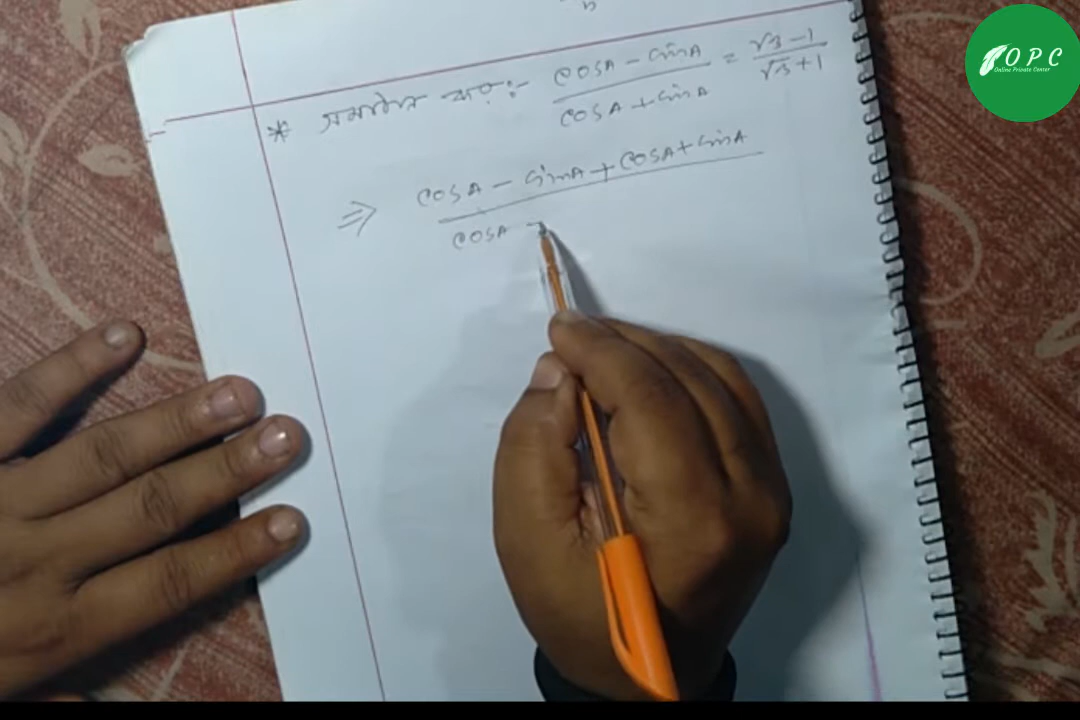 OPC
Online Private Center
* সমাধান কর:- cosA - sinA / cosA + sinA = √3 - 1 / √3 + 1
⇒ cosA - sinA + cosA + sinA
cosA -